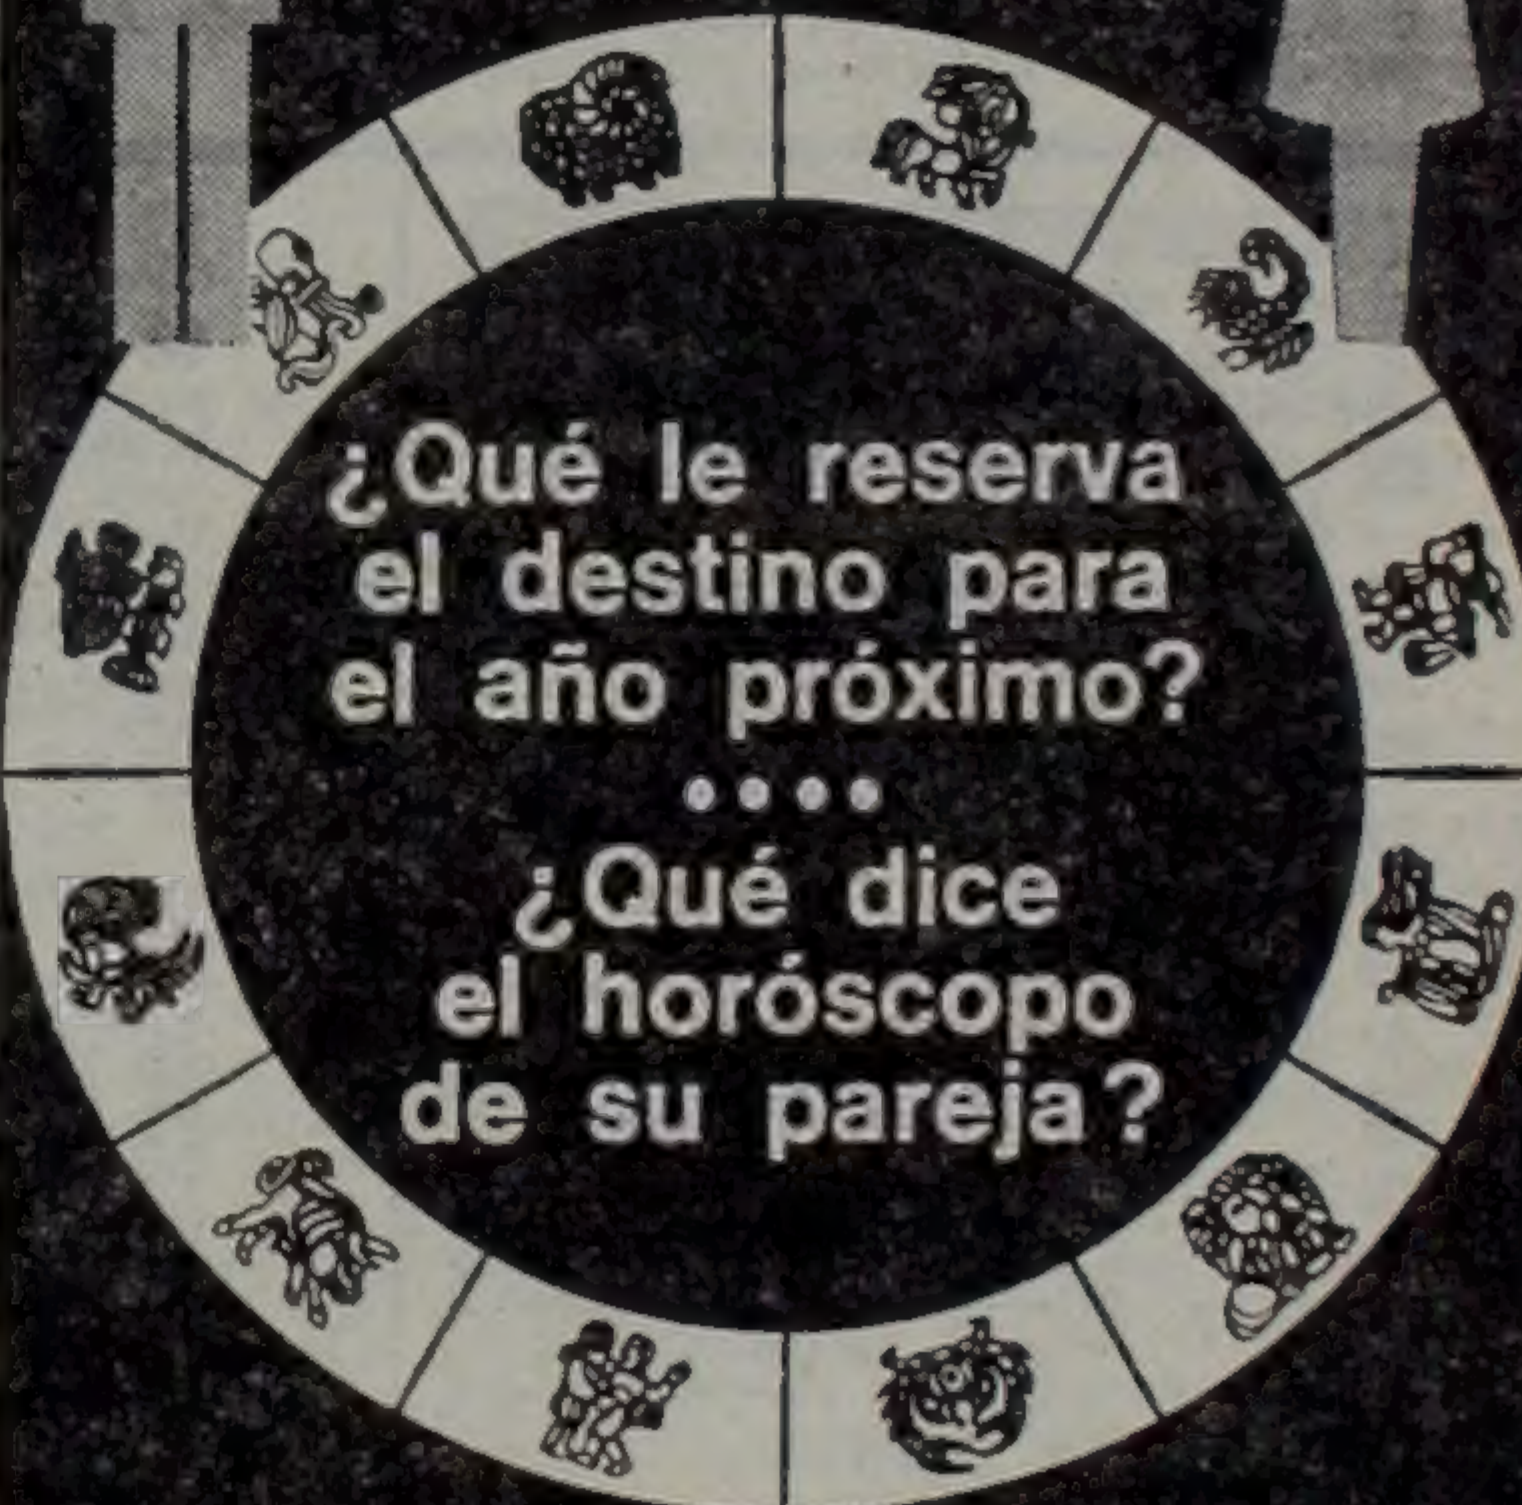 ¿Qué le reserva
el destino para
el año próximo?
••••
¿Qué dice
el horóscopo
de su pareja?